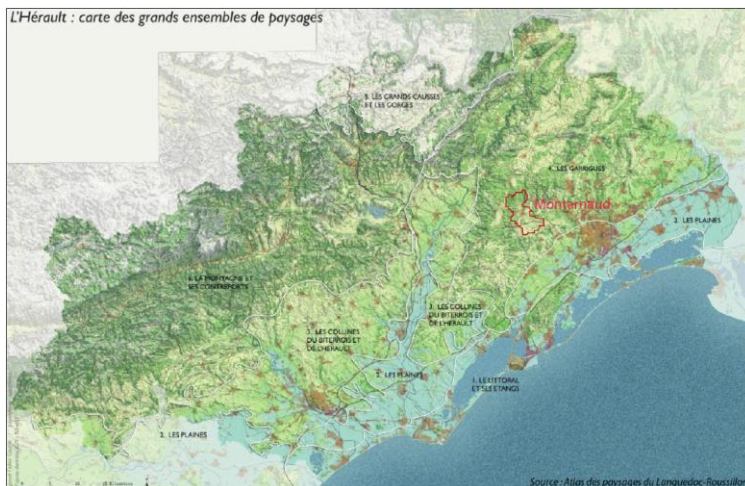 L'Hérault : carte des grands ensembles de paysages
5. LES GRANDS CAUSSES
ET LES GORGES
4. LES GARRIGUES
Montarnaud
2. LES PLAINES
6. LA MONTAGNE ET
SES CONTREFORTS
3. LES COLLINES
DU BITERROIS ET
DE L'HERAULT
3. LES COLLINES
DU BITERROIS ET
DE L'HERAULT
2. LES PLAINES
1. LE LITTORAL
ET SES ETANGS
2. LES PLAINES
Source : Atlas des paysages du Languedoc-Roussillon